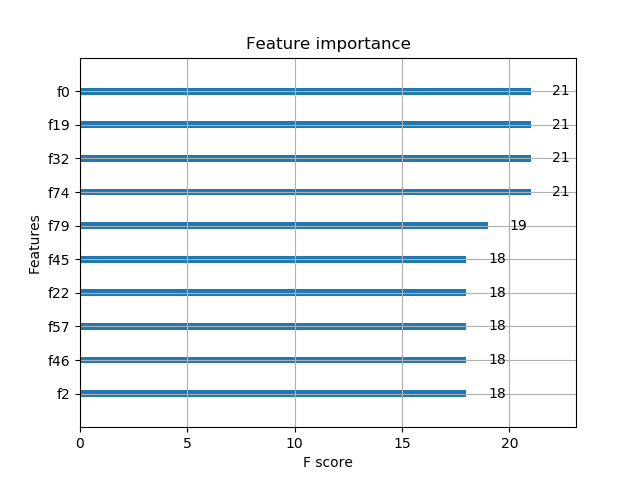 Feature importance
f0 21
f19 21
f32 21
f74 21
f79 19
f45 18
f22 18
f57 18
f46 18
f2 18
Features
0 5 10 15 20
F score